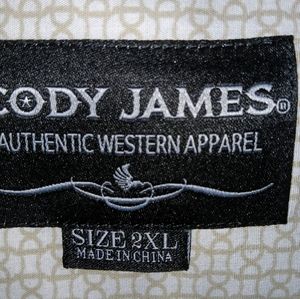 CODY JAMES®
AUTHENTIC WESTERN APPAREL
SIZE 2XL
MADE IN CHINA